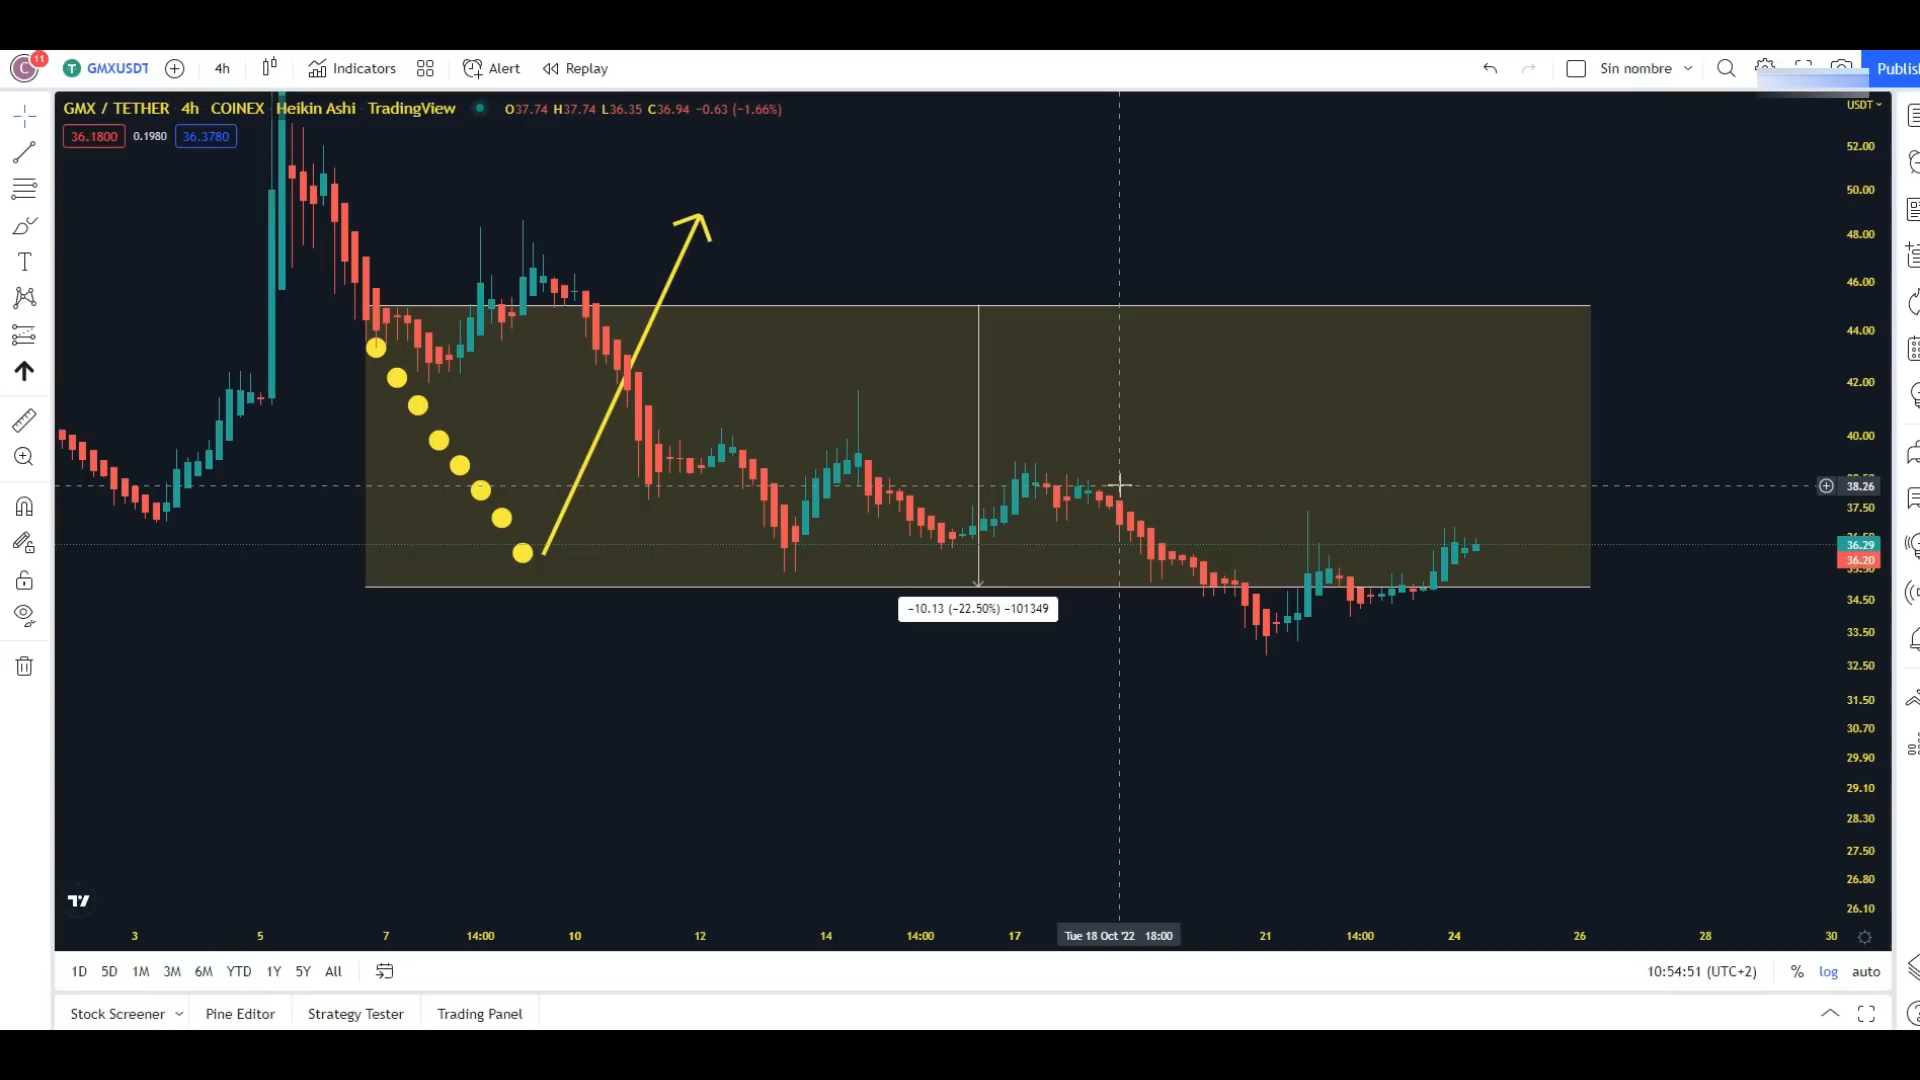 C 11 T GMXUSDT 4h Indicators Alert Replay Sin nombre Publish
GMX / TETHER 4h COINEX Heikin Ashi TradingView O37.74 H37.74 L36.35 C36.94 −0.63 (−1.66%)
36.1800 0.1980 36.3780
USDT
52.00
50.00
48.00
46.00
44.00
42.00
40.00
38.26
37.50
36.29
36.20
34.50
33.50
32.50
31.50
30.70
29.90
29.10
28.30
27.50
26.80
26.10
−10.13 (−22.50%) −101349
3 5 7 14:00 10 12 14 14:00 17 Tue 18 Oct '22 18:00 21 14:00 24 26 28 30
1D 5D 1M 3M 6M YTD 1Y 5Y All 10:54:51 (UTC+2) % log auto
Stock Screener Pine Editor Strategy Tester Trading Panel